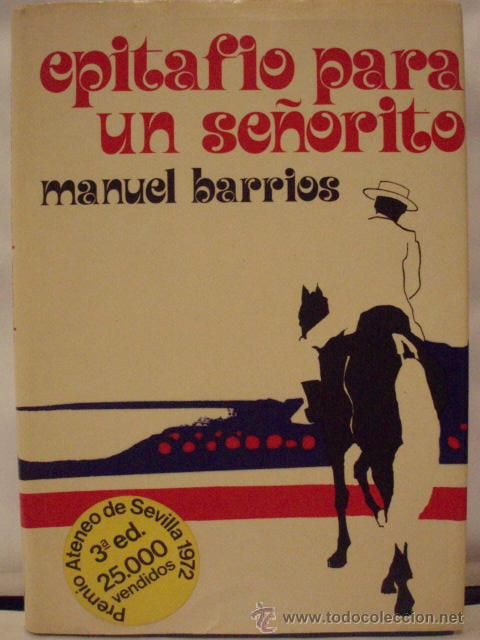 epitafio para
un señorito
manuel barrios
Premio Ateneo de Sevilla 1972
3ª ed.
25.000
vendidos
www.todocoleccion.net